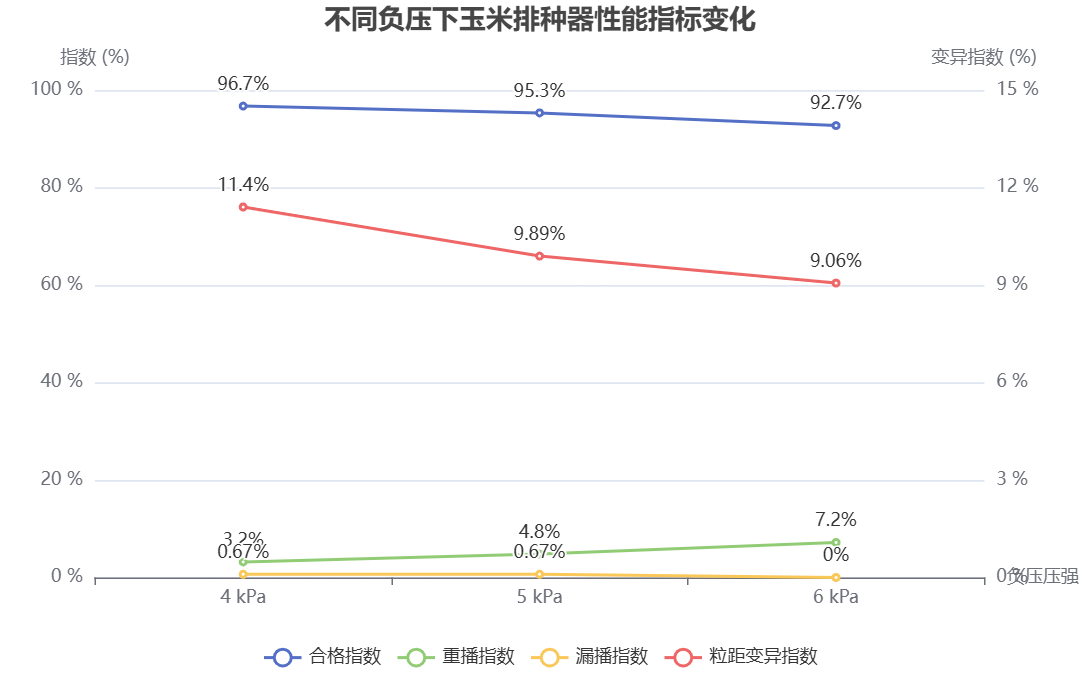 不同负压下玉米排种器性能指标变化
指数 (%)
变异指数 (%)
100 %
96.7%
95.3%
92.7%
15 %
80 %
11.4%
12 %
9.89%
9.06%
60 %
9 %
40 %
6 %
20 %
3 %
3.2%
4.8%
7.2%
0.67%
0.67%
0%
0 %
0 %
负压压强
4 kPa
5 kPa
6 kPa
合格指数
重播指数
漏播指数
粒距变异指数